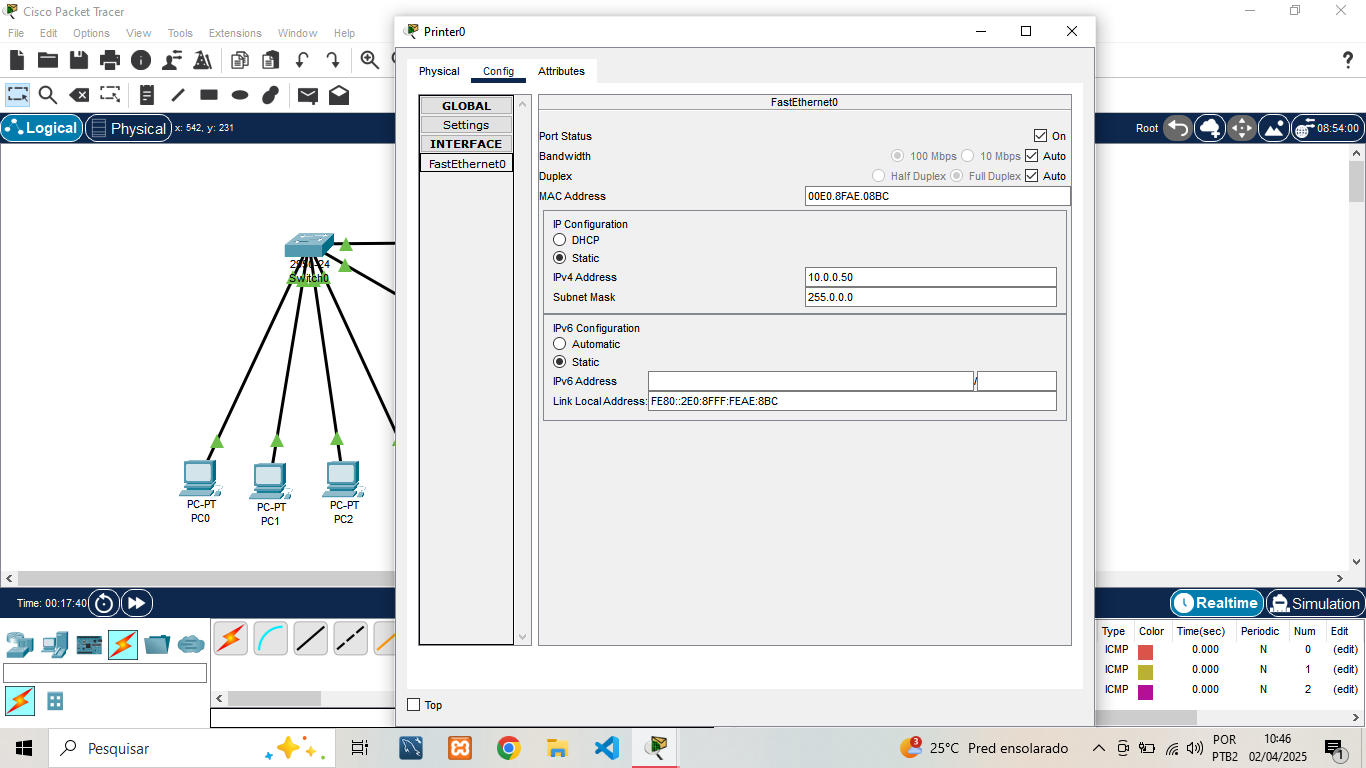 Cisco Packet Tracer
File Edit Options View Tools Extensions Window Help
Logical Physical x: 542, y: 231
Root 08:54:00
2950-24
Switch0
PC-PT
PC0
PC-PT
PC1
PC-PT
PC2
Printer0
Physical Config Attributes
GLOBAL
Settings
INTERFACE
FastEthernet0
FastEthernet0
Port Status On
Bandwidth 100 Mbps 10 Mbps Auto
Duplex Half Duplex Full Duplex Auto
MAC Address 00E0.8FAE.08BC
IP Configuration
DHCP
Static
IPv4 Address 10.0.0.50
Subnet Mask 255.0.0.0
IPv6 Configuration
Automatic
Static
IPv6 Address /
Link Local Address: FE80::2E0:8FFF:FEAE:8BC
Top
Time: 00:17:40
Realtime Simulation
Type Color Time(sec) Periodic Num Edit
ICMP 0.000 N 0 (edit)
ICMP 0.000 N 1 (edit)
ICMP 0.000 N 2 (edit)
Pesquisar
3 25°C Pred ensolarado
POR
PTB2
10:46
02/04/2025
1